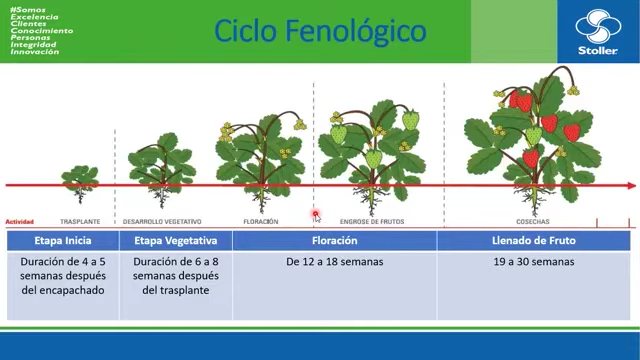 #Somos
Excelencia
Clientes
Conocimiento
Personas
Integridad
Innovación
Ciclo Fenológico
Stoller
Actividad
TRASPLANTE
DESARROLLO VEGETATIVO
FLORACIÓN
ENGROSE DE FRUTOS
COSECHAS
Etapa Inicia
Etapa Vegetativa
Floración
Llenado de Fruto
Duración de 4 a 5
semanas después
del encapachado
Duración de 6 a 8
semanas después
del trasplante
De 12 a 18 semanas
19 a 30 semanas